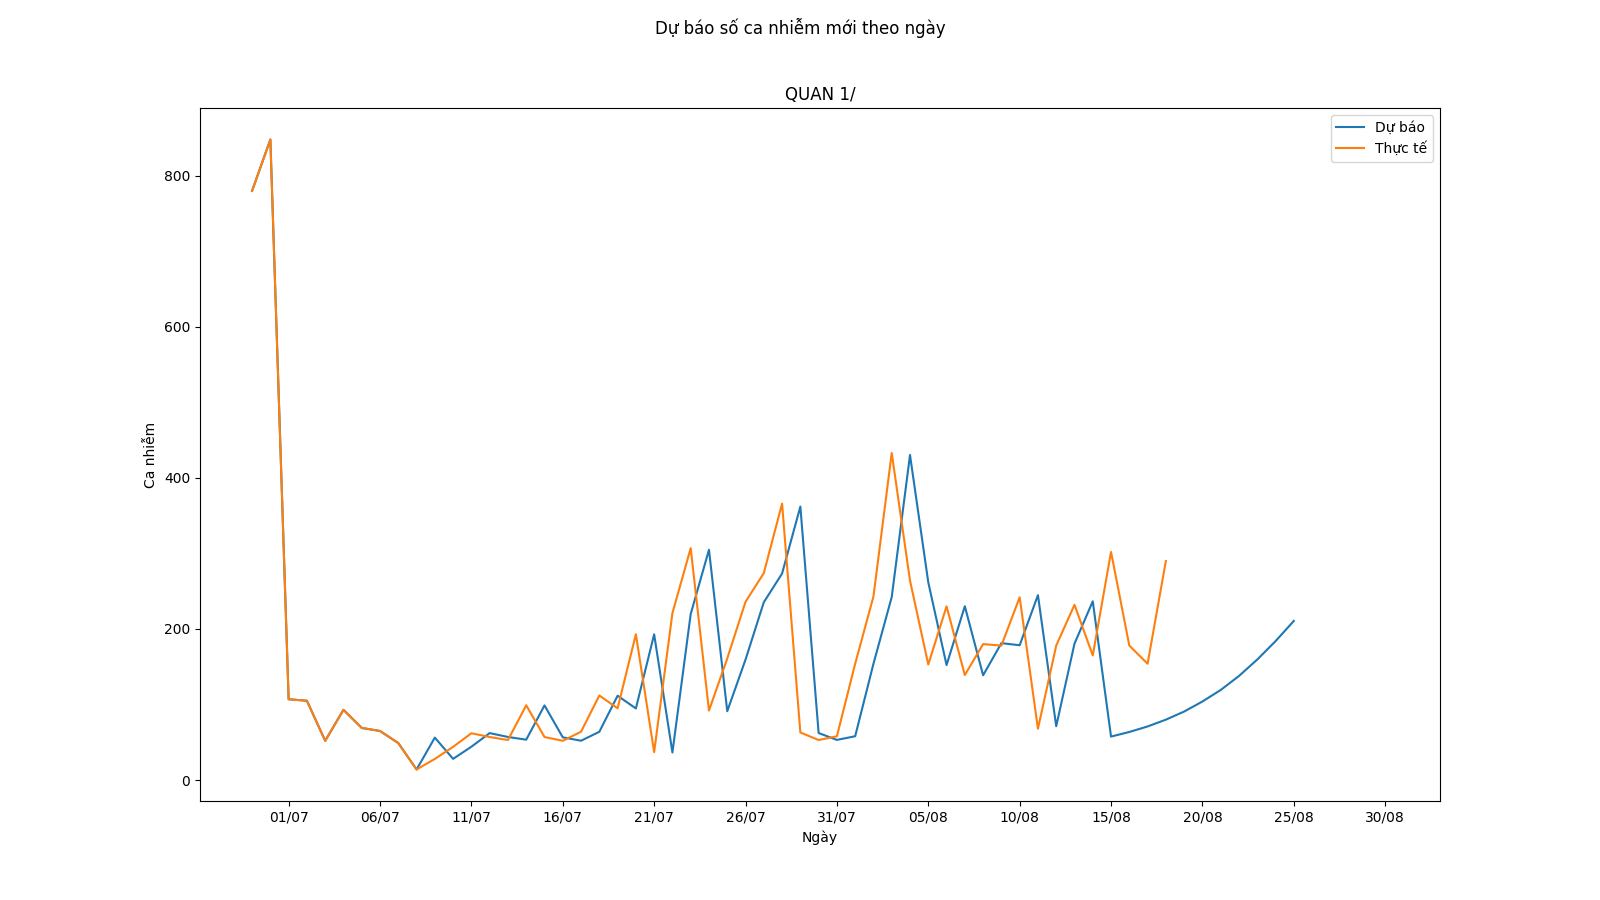 Dự báo số ca nhiễm mới theo ngày
QUAN 1/
Dự báo
Thực tế
800
600
400
200
0
Ca nhiễm
01/07 06/07 11/07 16/07 21/07 26/07 31/07 05/08 10/08 15/08 20/08 25/08 30/08
Ngày